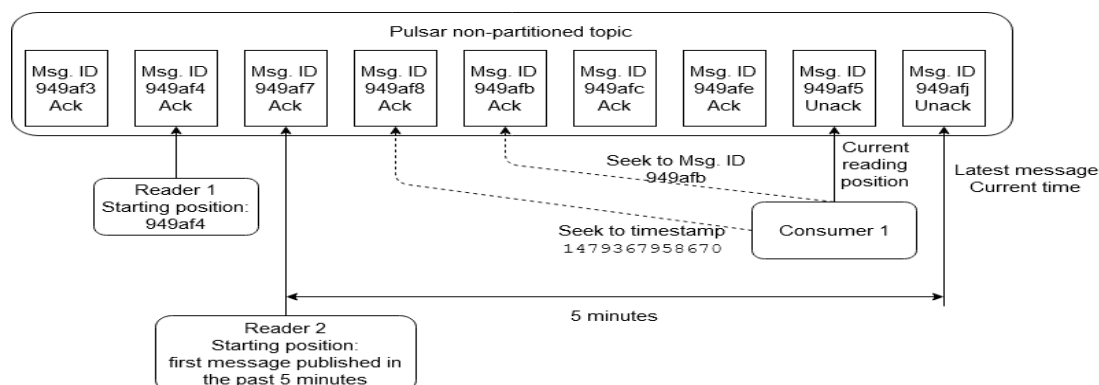 Pulsar non-partitioned topic
Msg. ID
949af3
Ack
Msg. ID
949af4
Ack
Msg. ID
949af7
Ack
Msg. ID
949af8
Ack
Msg. ID
949afb
Ack
Msg. ID
949afc
Ack
Msg. ID
949afe
Ack
Msg. ID
949af5
Unack
Msg. ID
949afj
Unack
Seek to Msg. ID
949afb
Current
reading
position
Latest message
Current time
Reader 1
Starting position:
949af4
Seek to timestamp
1479367958670
Consumer 1
5 minutes
Reader 2
Starting position:
first message published in
the past 5 minutes